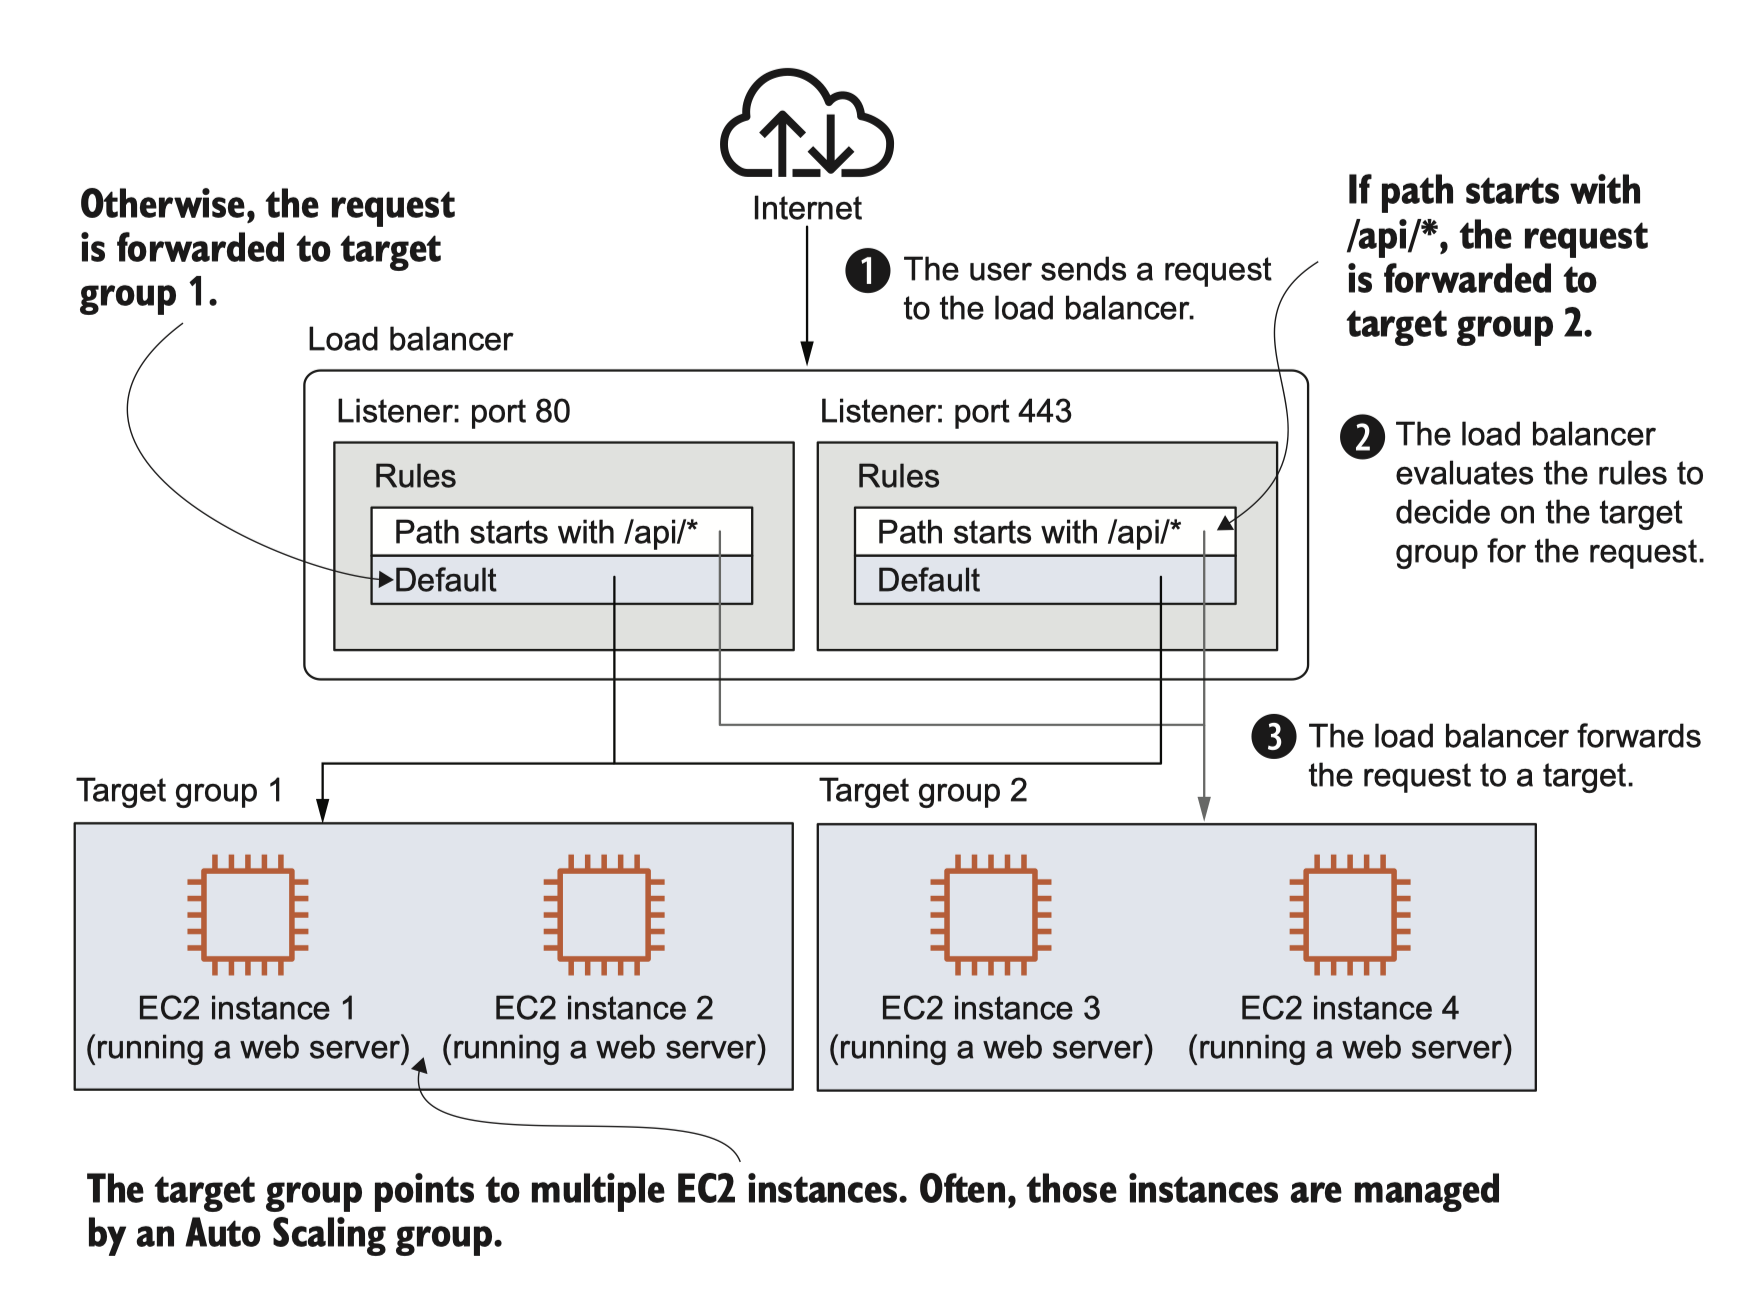 Internet
Otherwise, the request
is forwarded to target
group 1.
If path starts with
/api/*, the request
is forwarded to
target group 2.
1 The user sends a request
to the load balancer.
Load balancer
Listener: port 80
Rules
Path starts with /api/*
Default
Listener: port 443
Rules
Path starts with /api/*
Default
2 The load balancer
evaluates the rules to
decide on the target
group for the request.
3 The load balancer forwards
the request to a target.
Target group 1
EC2 instance 1
(running a web server)
EC2 instance 2
(running a web server)
Target group 2
EC2 instance 3
(running a web server)
EC2 instance 4
(running a web server)
The target group points to multiple EC2 instances. Often, those instances are managed
by an Auto Scaling group.